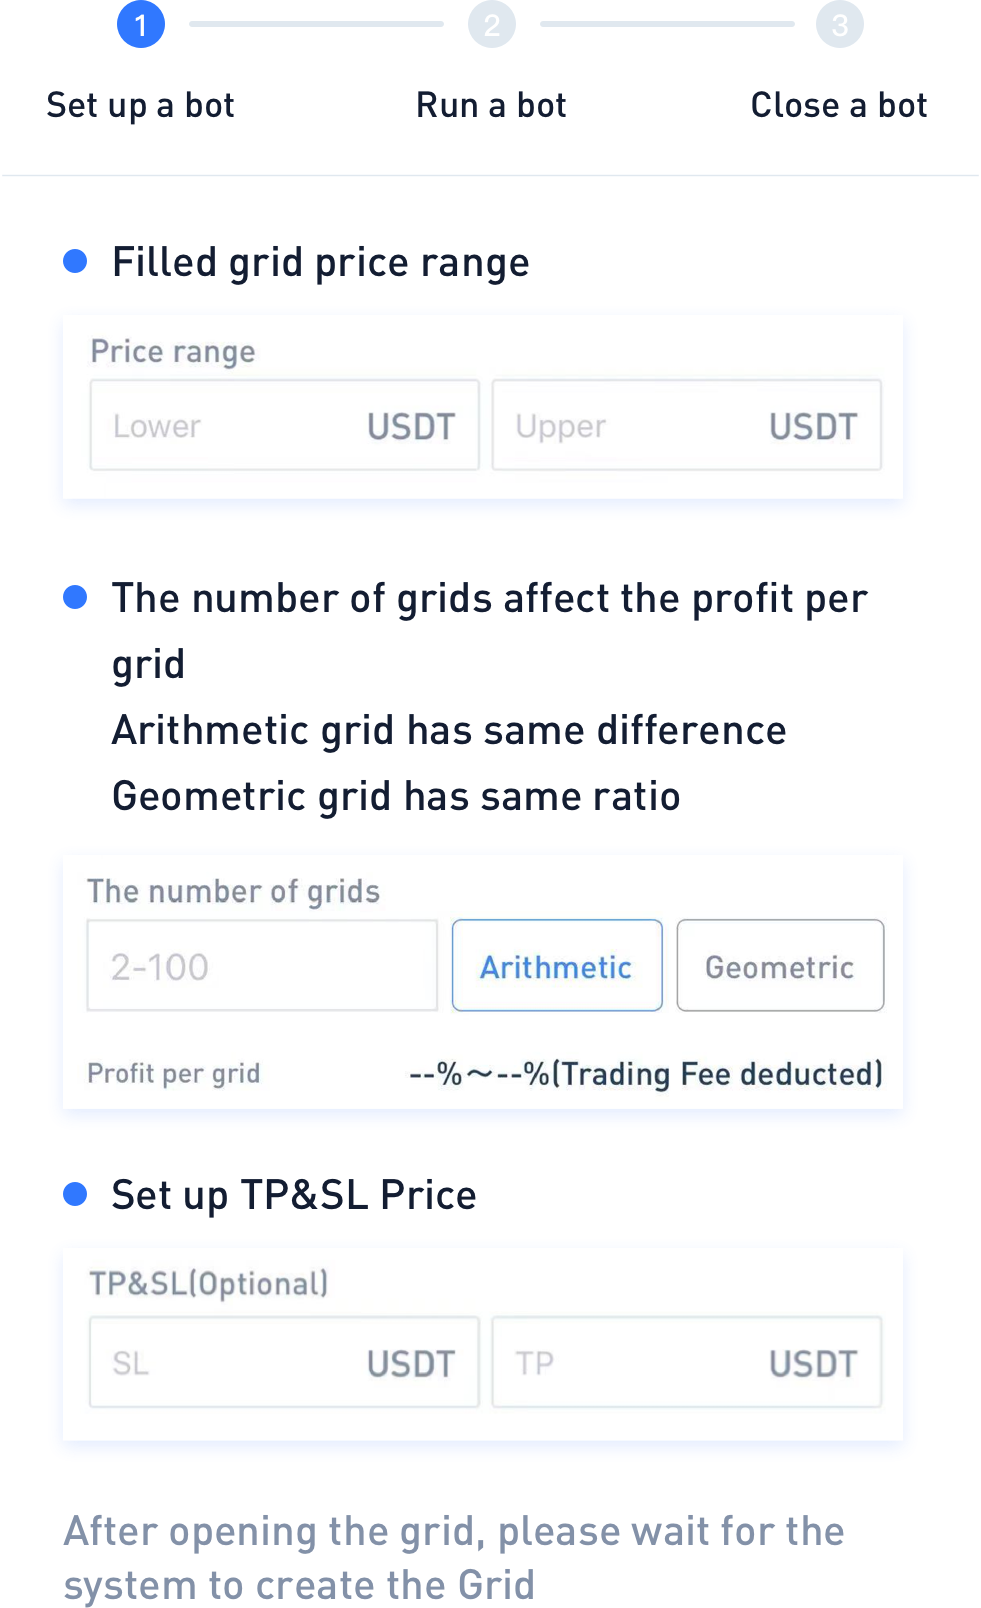 1 2 3
Set up a bot Run a bot Close a bot
Filled grid price range
Price range
Lower USDT Upper USDT
The number of grids affect the profit per
grid
Arithmetic grid has same difference
Geometric grid has same ratio
The number of grids
2-100 Arithmetic Geometric
Profit per grid --%～--%(Trading Fee deducted)
Set up TP&SL Price
TP&SL(Optional)
SL USDT TP USDT
After opening the grid, please wait for the
system to create the Grid